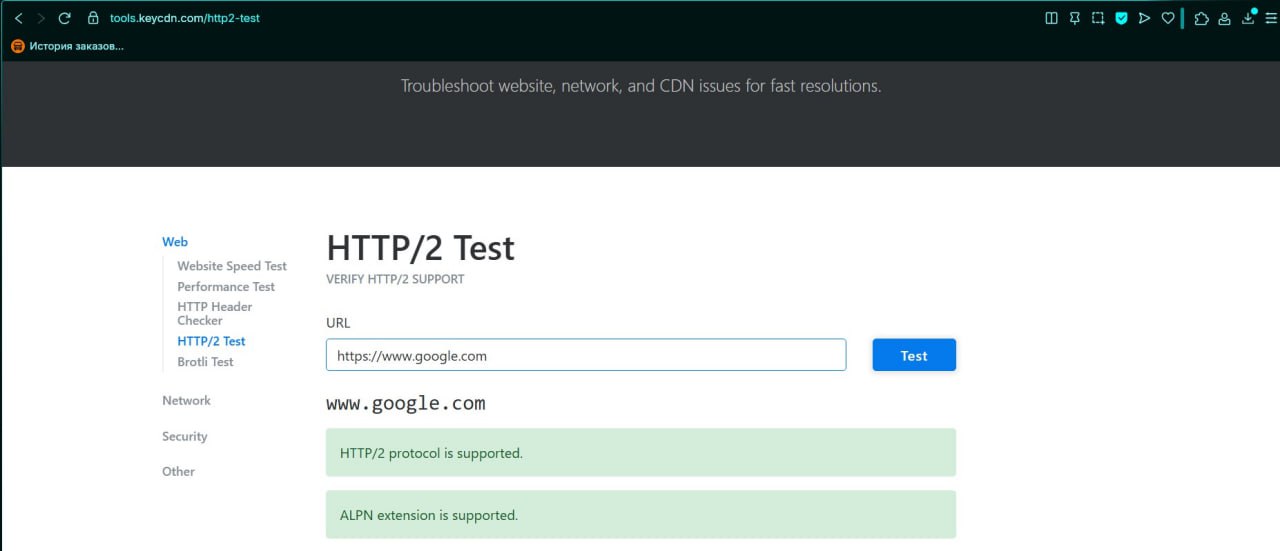 tools.keycdn.com/http2-test
История заказов...
Troubleshoot website, network, and CDN issues for fast resolutions.
Web
Website Speed Test
Performance Test
HTTP Header
Checker
HTTP/2 Test
Brotli Test
Network
Security
Other
HTTP/2 Test
VERIFY HTTP/2 SUPPORT
URL
https://www.google.com
Test
www.google.com
HTTP/2 protocol is supported.
ALPN extension is supported.